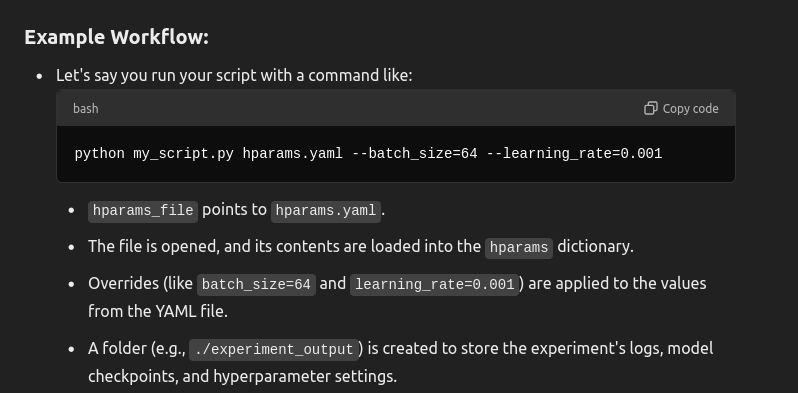 Example Workflow:
• Let's say you run your script with a command like:
bash
Copy code
python my_script.py hparams.yaml --batch_size=64 --learning_rate=0.001
• hparams_file points to hparams.yaml.
• The file is opened, and its contents are loaded into the hparams dictionary.
• Overrides (like batch_size=64 and learning_rate=0.001) are applied to the values
from the YAML file.
• A folder (e.g., ./experiment_output) is created to store the experiment's logs, model
checkpoints, and hyperparameter settings.